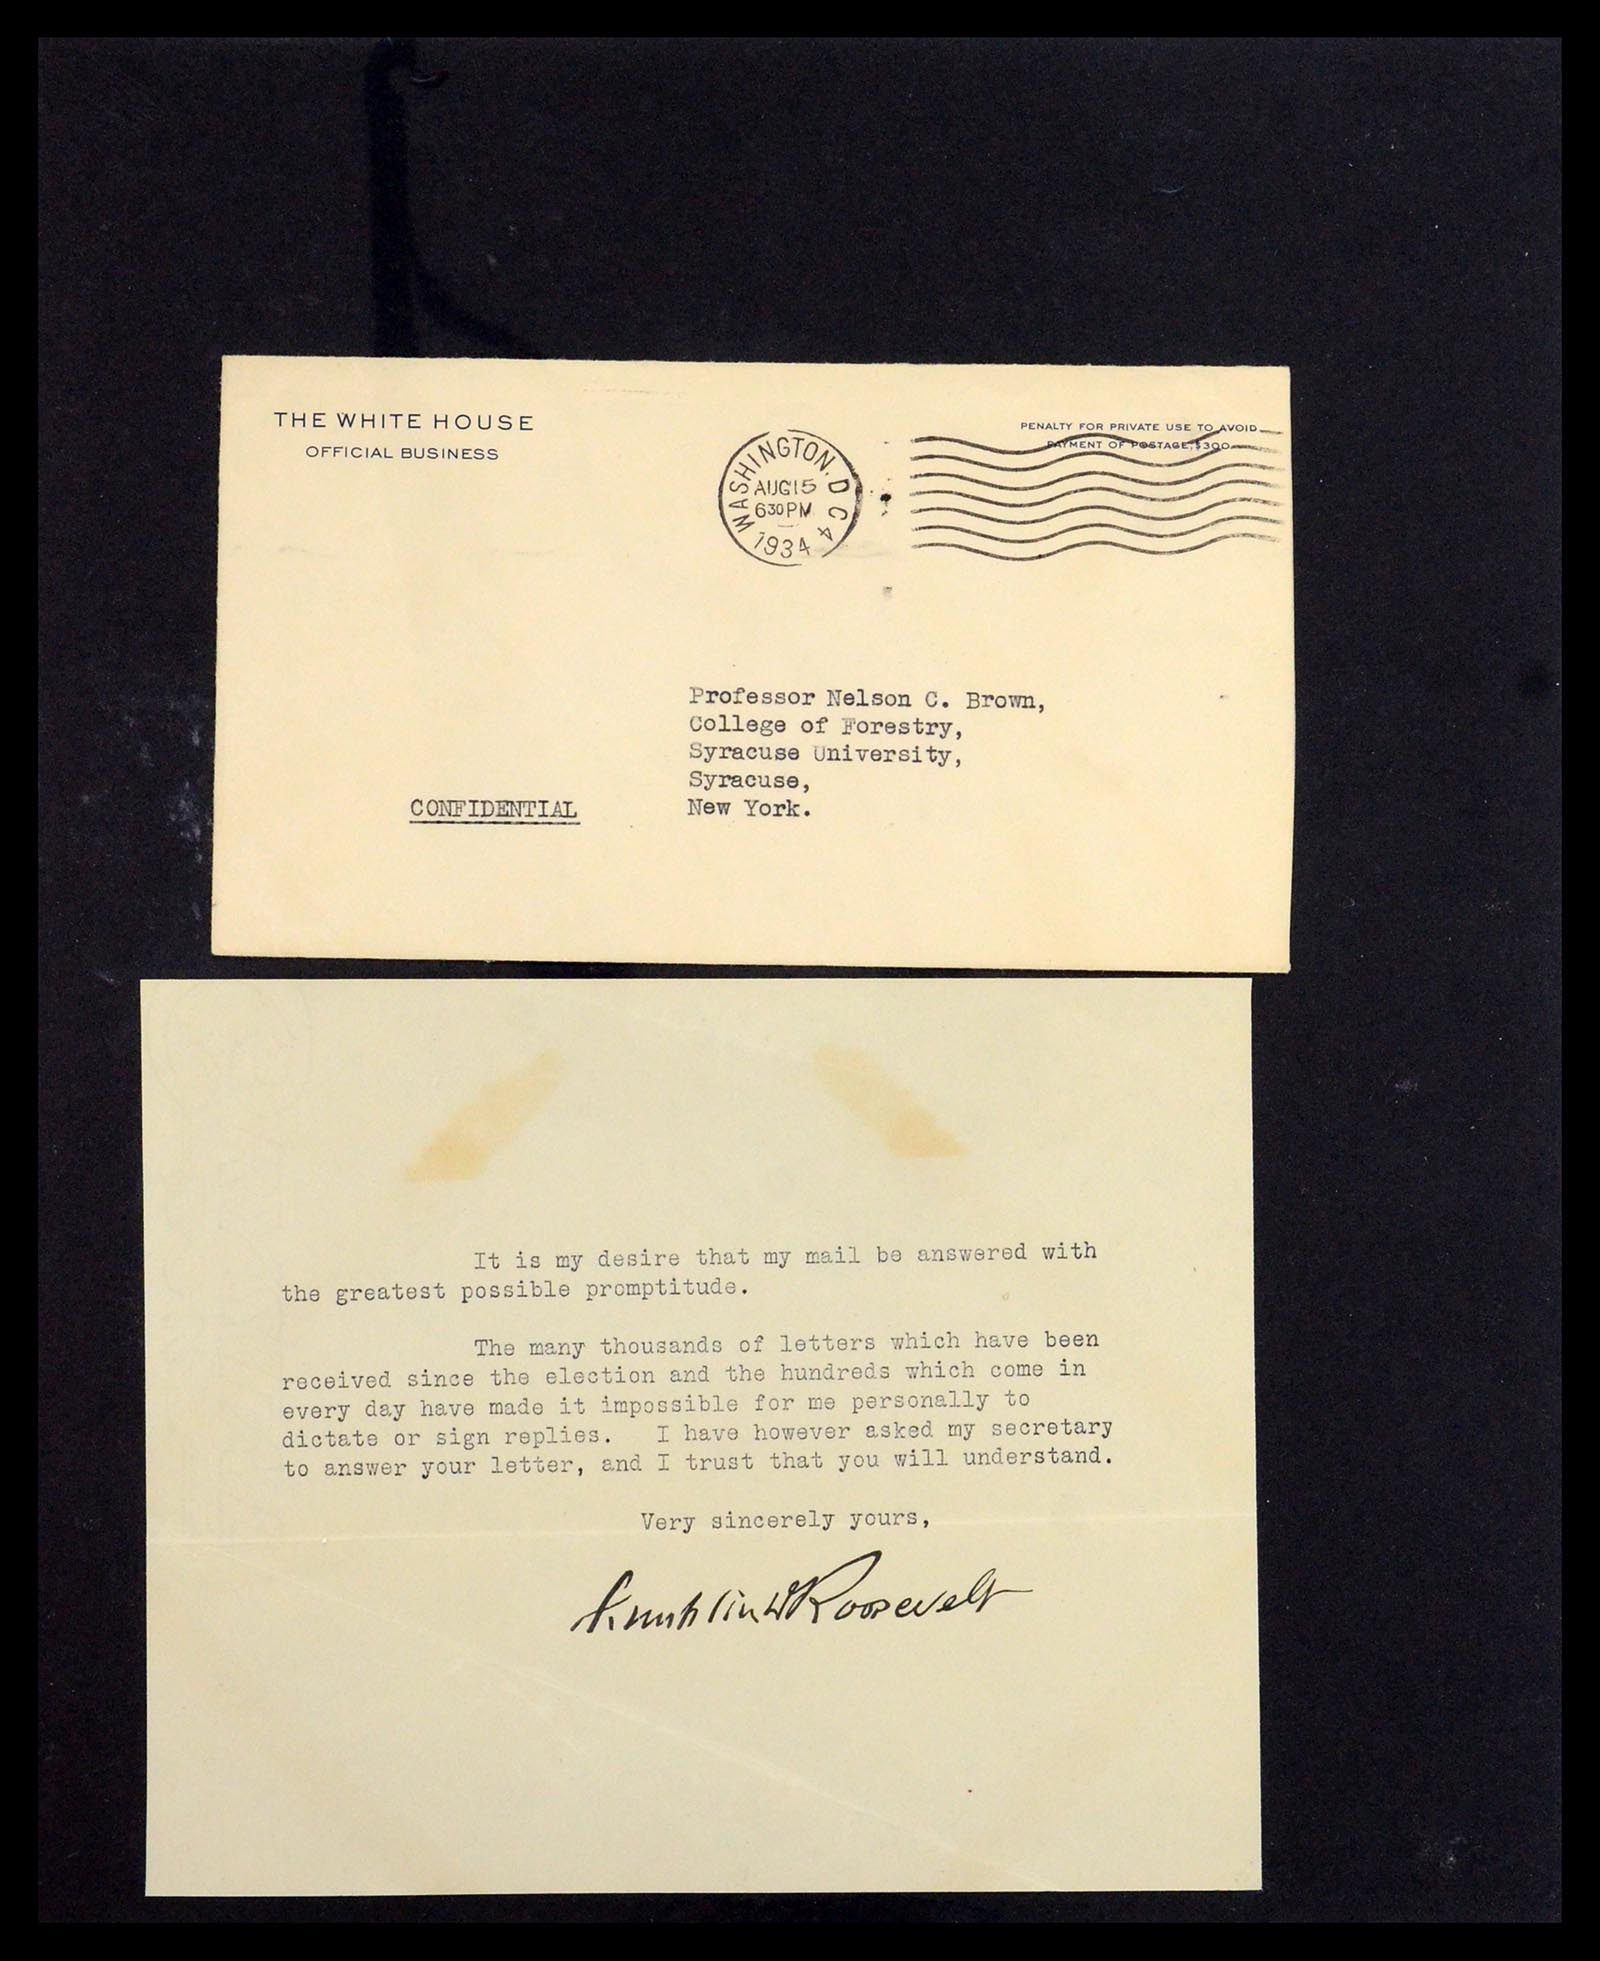 THE WHITE HOUSE
OFFICIAL BUSINESS
PENALTY FOR PRIVATE USE TO AVOID
PAYMENT OF POSTAGE, $300
WASHINGTON. D C 4
AUG 15
630 PM
1934
Professor Nelson C. Brown,
College of Forestry,
Syracuse University,
Syracuse,
New York.
CONFIDENTIAL
It is my desire that my mail be answered with
the greatest possible promptitude.
The many thousands of letters which have been
received since the election and the hundreds which come in
every day have made it impossible for me personally to
dictate or sign replies. I have however asked my secretary
to answer your letter, and I trust that you will understand.
Very sincerely yours,
Franklin D Roosevelt